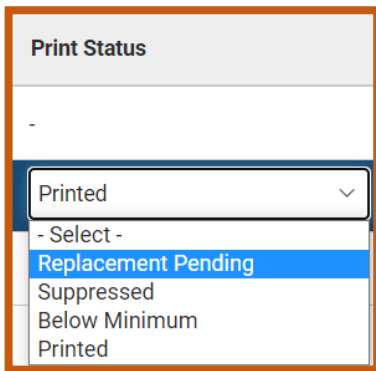 Print Status
-
Printed
- Select -
Replacement Pending
Suppressed
Below Minimum
Printed